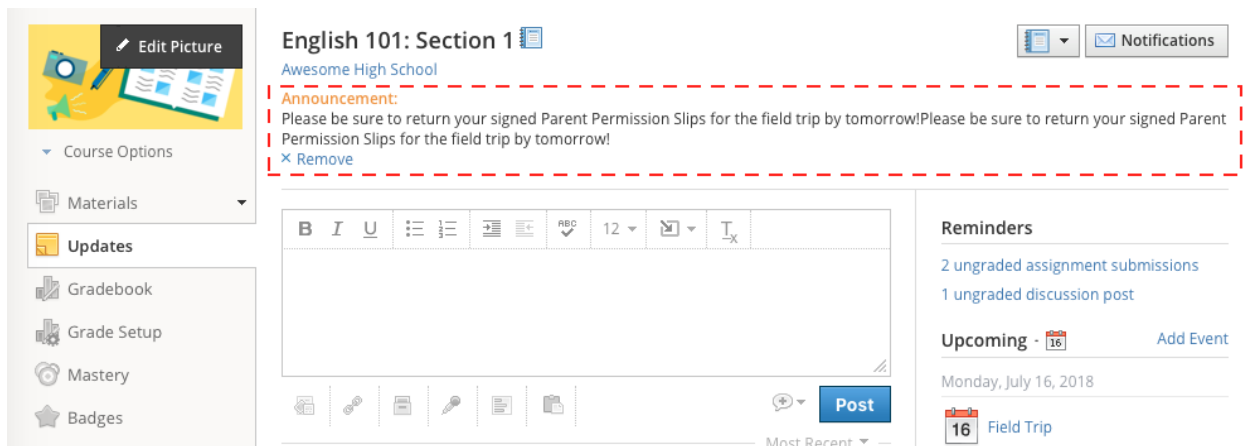 Edit Picture
English 101: Section 1
Notifications
Awesome High School
Announcement:
Please be sure to return your signed Parent Permission Slips for the field trip by tomorrow!Please be sure to return your signed Parent
Permission Slips for the field trip by tomorrow!
× Remove
Course Options
Materials
Updates
Gradebook
Grade Setup
Mastery
Badges
B I U ABC 12 Tx
Post
Most Recent
Reminders
2 ungraded assignment submissions
1 ungraded discussion post
Upcoming · 16 Add Event
Monday, July 16, 2018
16 Field Trip